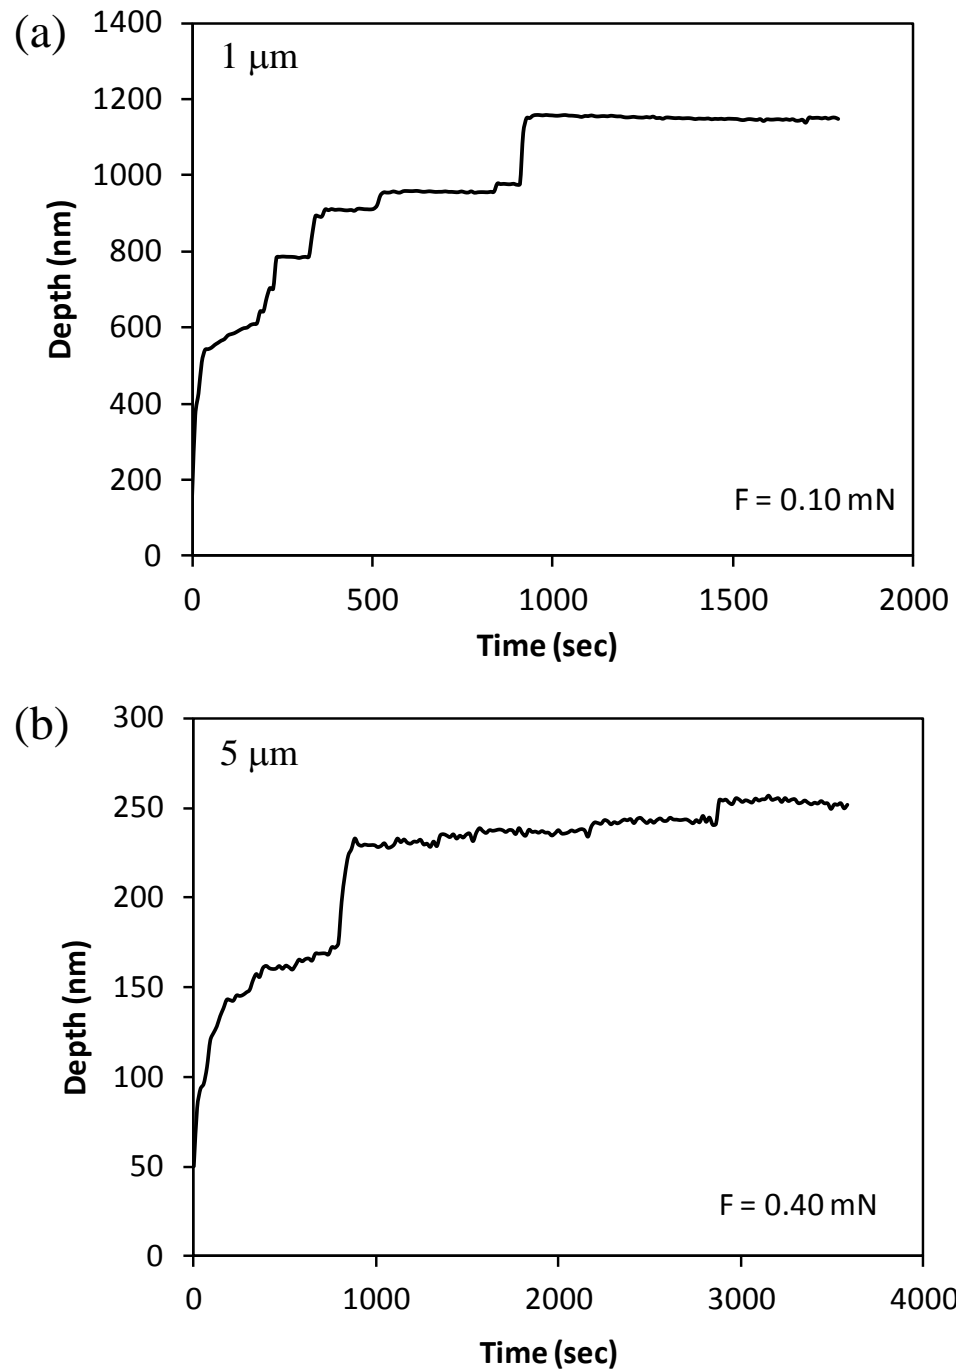 (a)
1 μm
1400
1200
1000
800
600
400
200
0
Depth (nm)
F = 0.10 mN
0 500 1000 1500 2000
Time (sec)
(b)
5 μm
300
250
200
150
100
50
0
Depth (nm)
F = 0.40 mN
0 1000 2000 3000 4000
Time (sec)